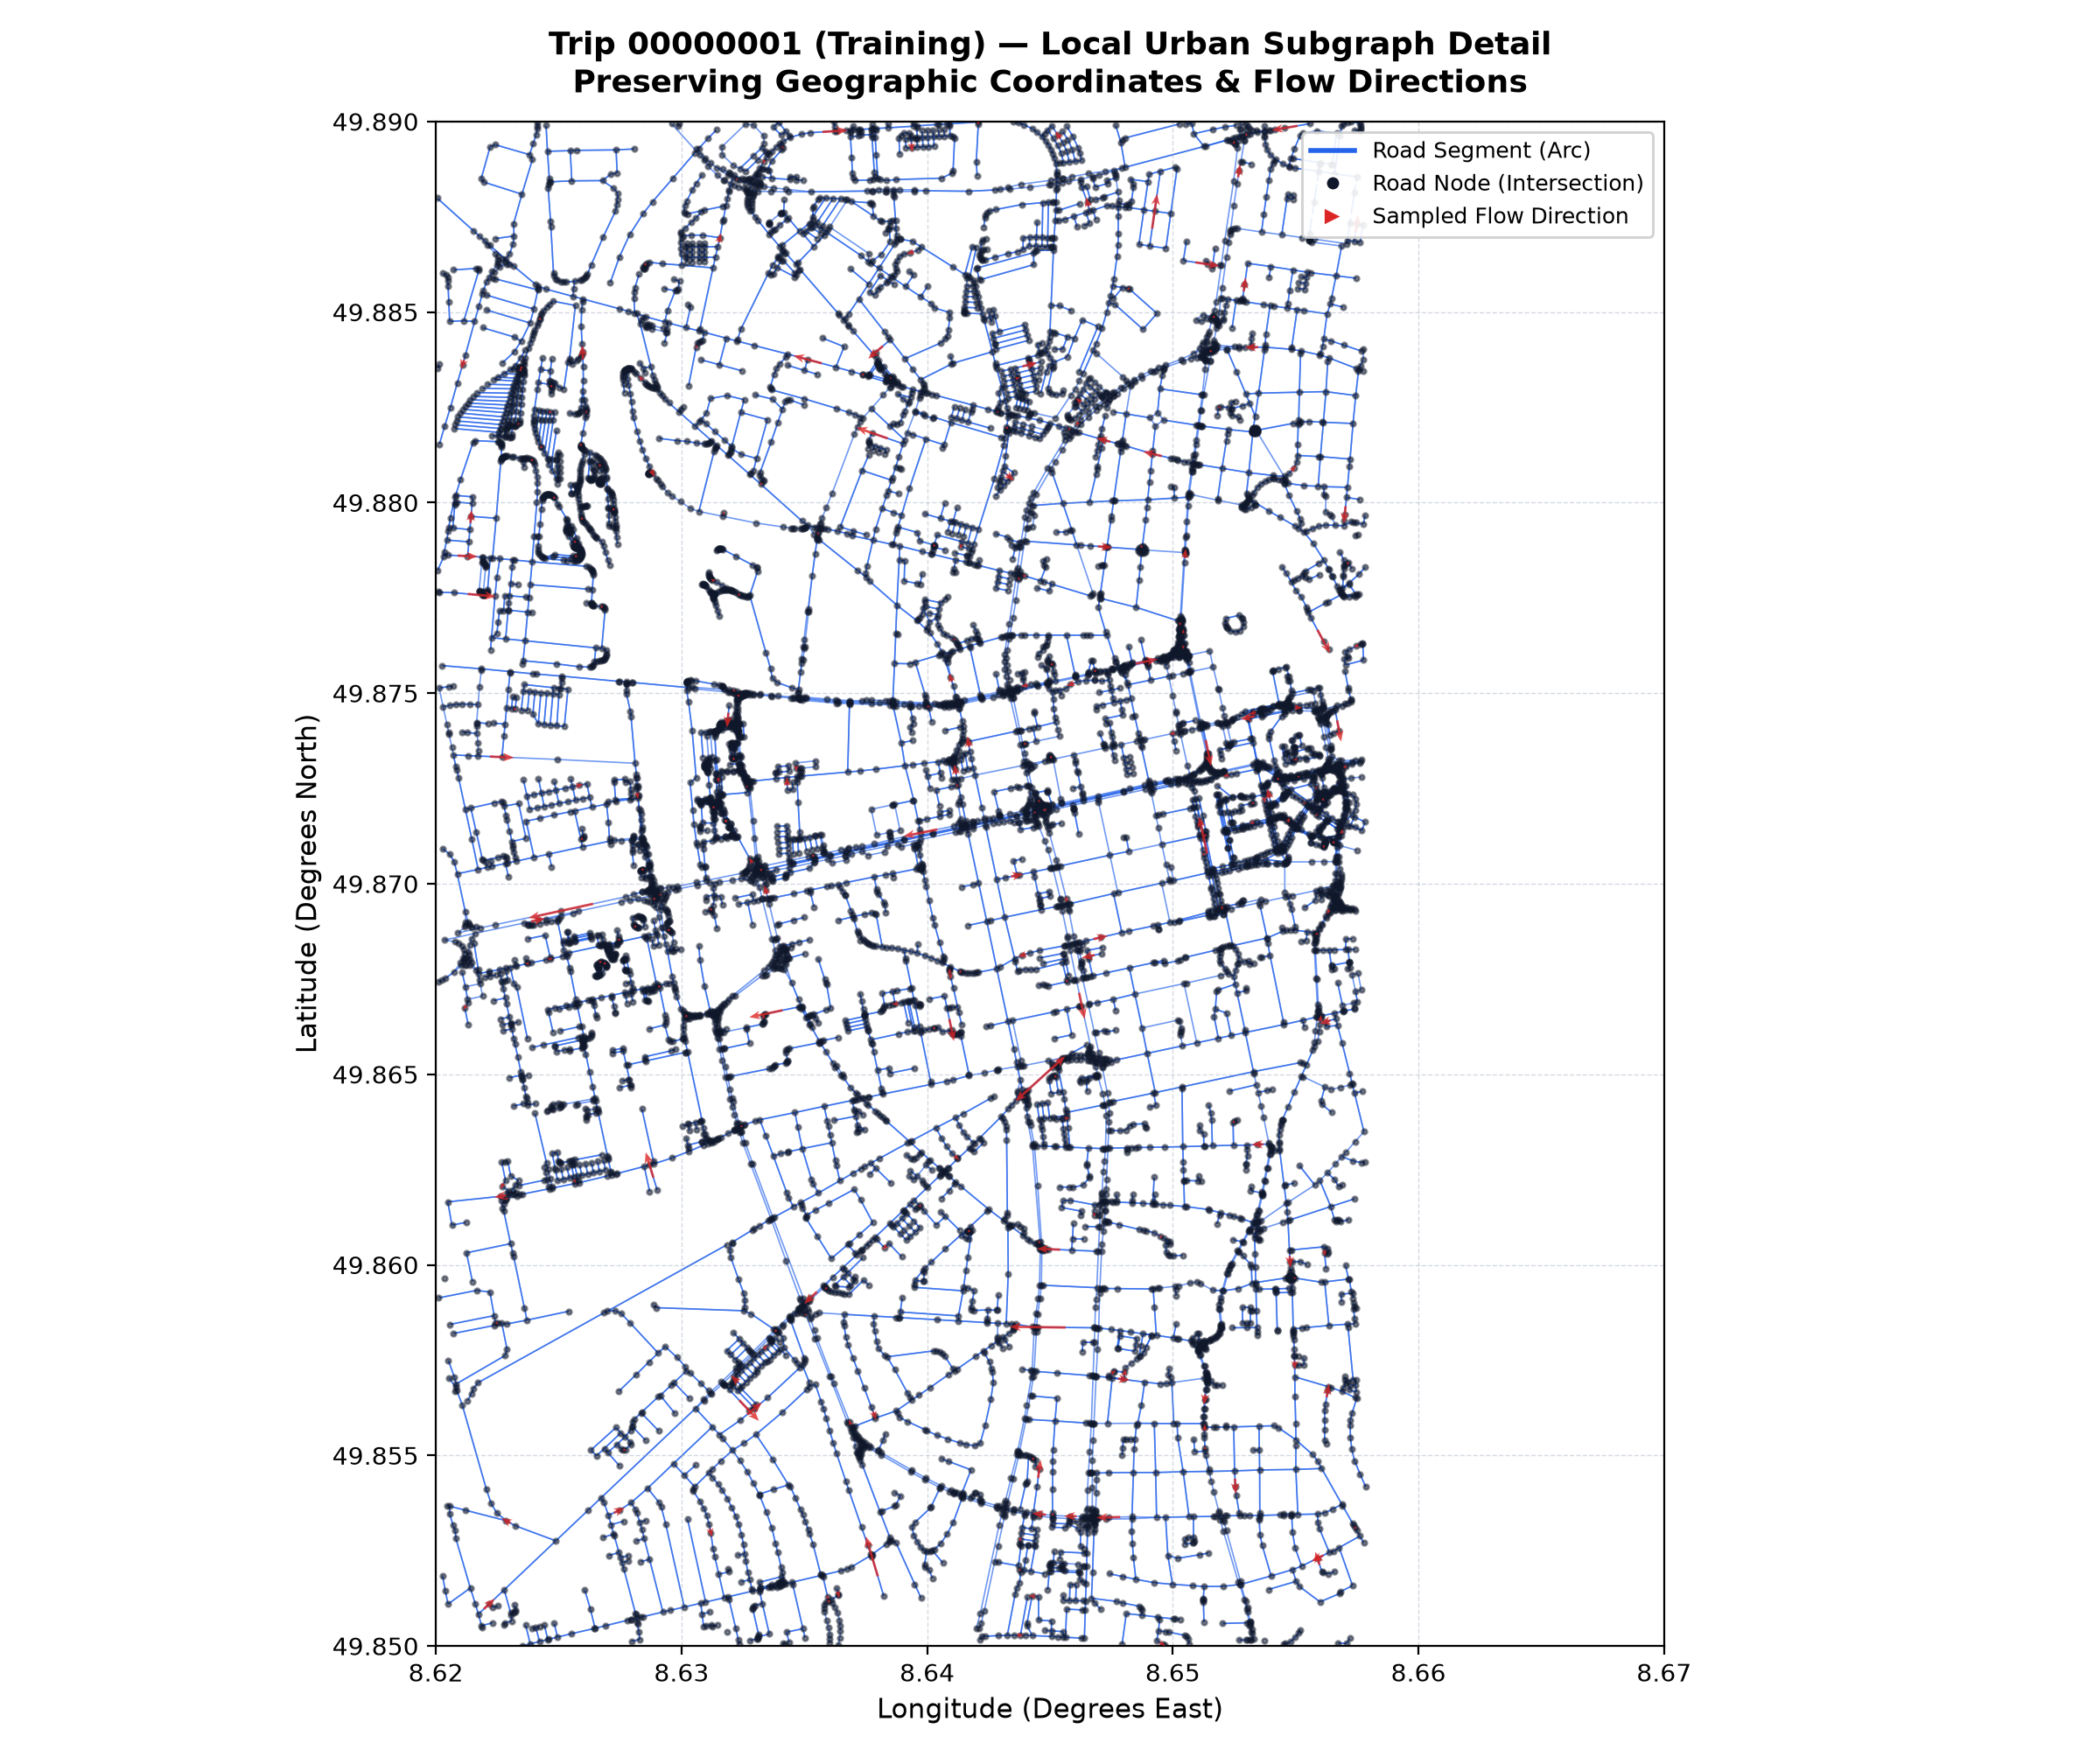 Trip 00000001 (Training) — Local Urban Subgraph Detail
Preserving Geographic Coordinates & Flow Directions
Road Segment (Arc)
Road Node (Intersection)
Sampled Flow Direction
49.890
49.885
49.880
49.875
49.870
49.865
49.860
49.855
49.850
Latitude (Degrees North)
8.62 8.63 8.64 8.65 8.66 8.67
Longitude (Degrees East)